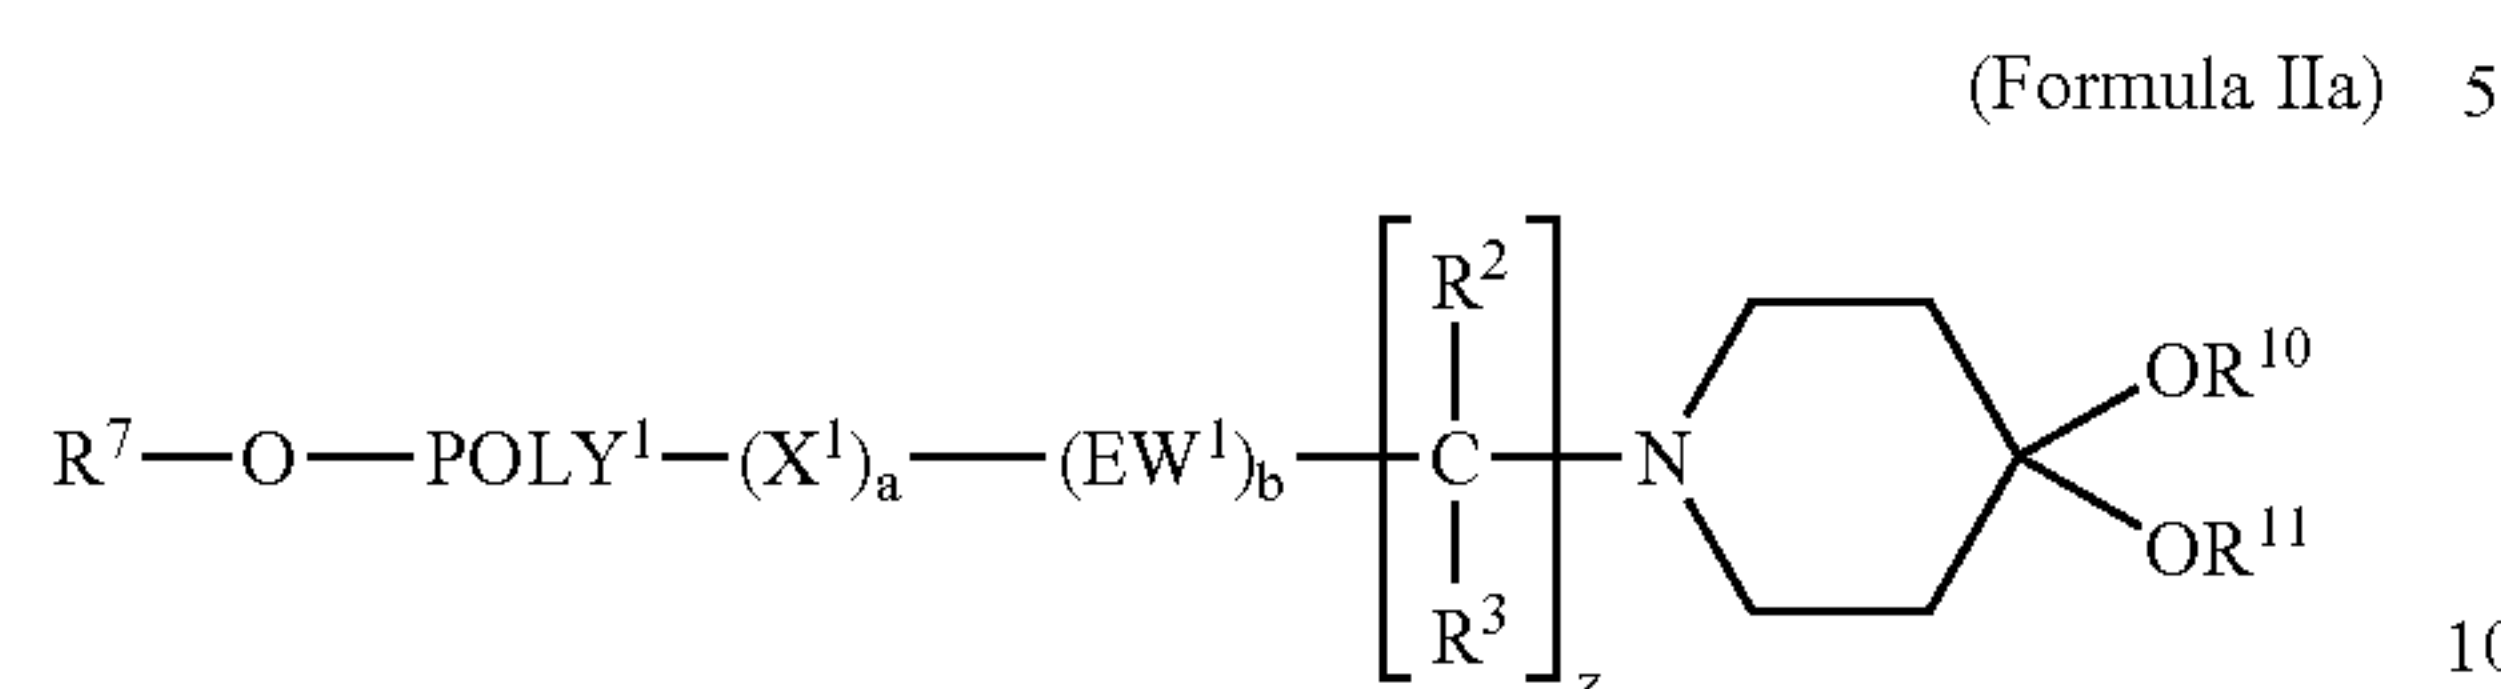 (Formula IIa) 5
R² OR¹⁰
R⁷—O—POLY¹—(X¹)ₐ—(EW¹)b—C—N
R³ OR¹¹
z